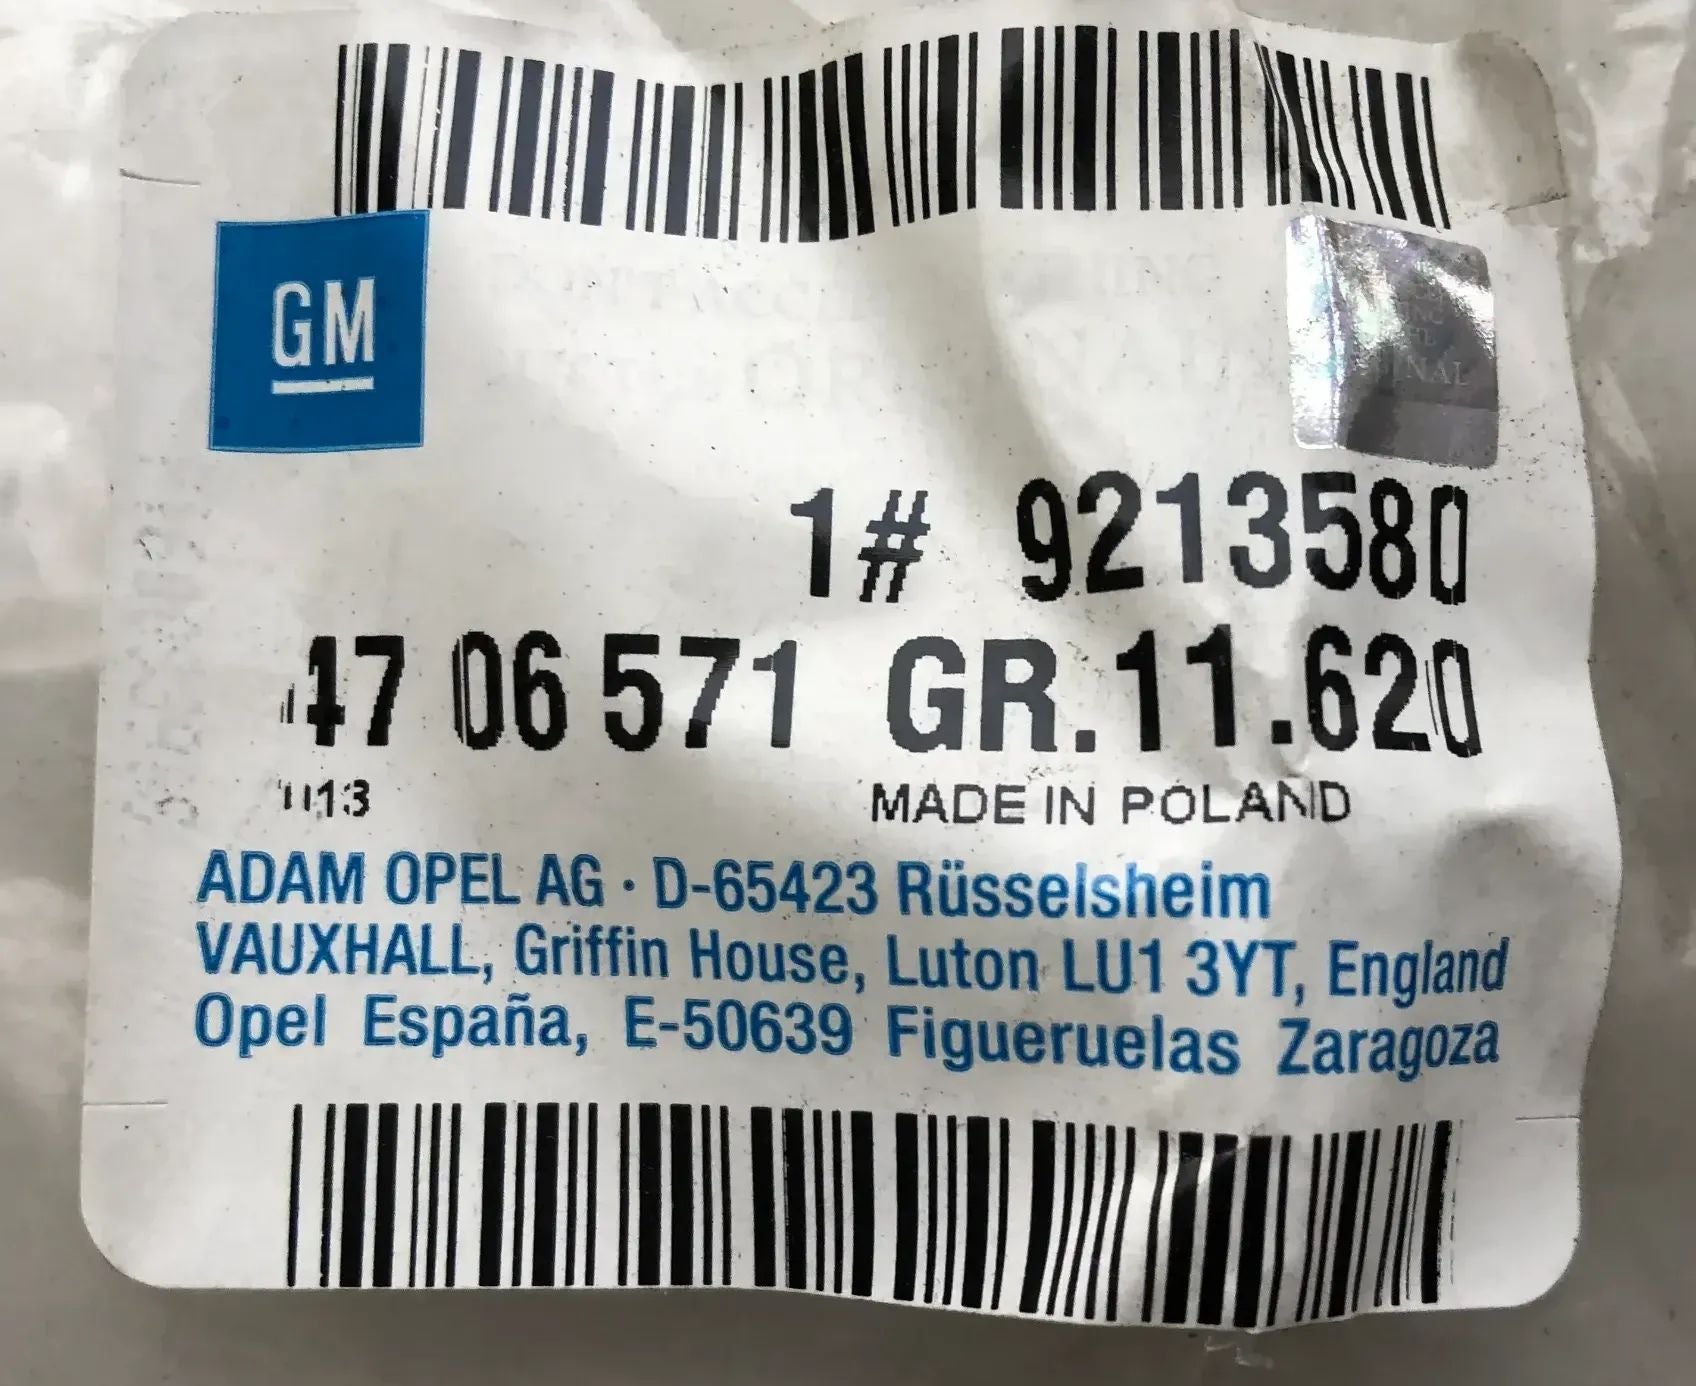 GM
INAL
1# 9213580
47 06 571 GR.11.620
1113
MADE IN POLAND
ADAM OPEL AG · D-65423 Rüsselsheim
VAUXHALL, Griffin House, Luton LU1 3YT, England
Opel España, E-50639 Figueruelas Zaragoza